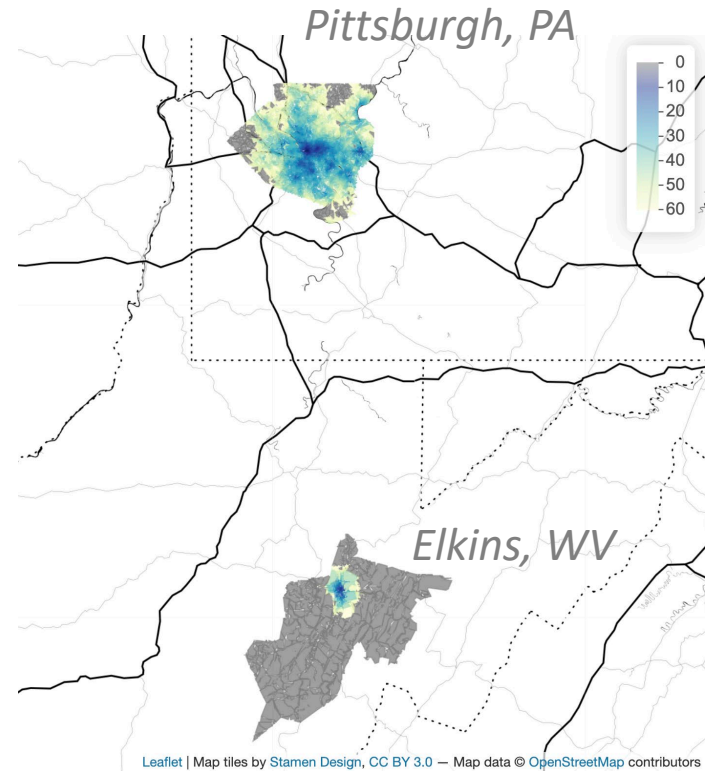 Pittsburgh, PA
0
10
20
30
40
50
60
Elkins, WV
Leaflet | Map tiles by Stamen Design, CC BY 3.0 — Map data © OpenStreetMap contributors